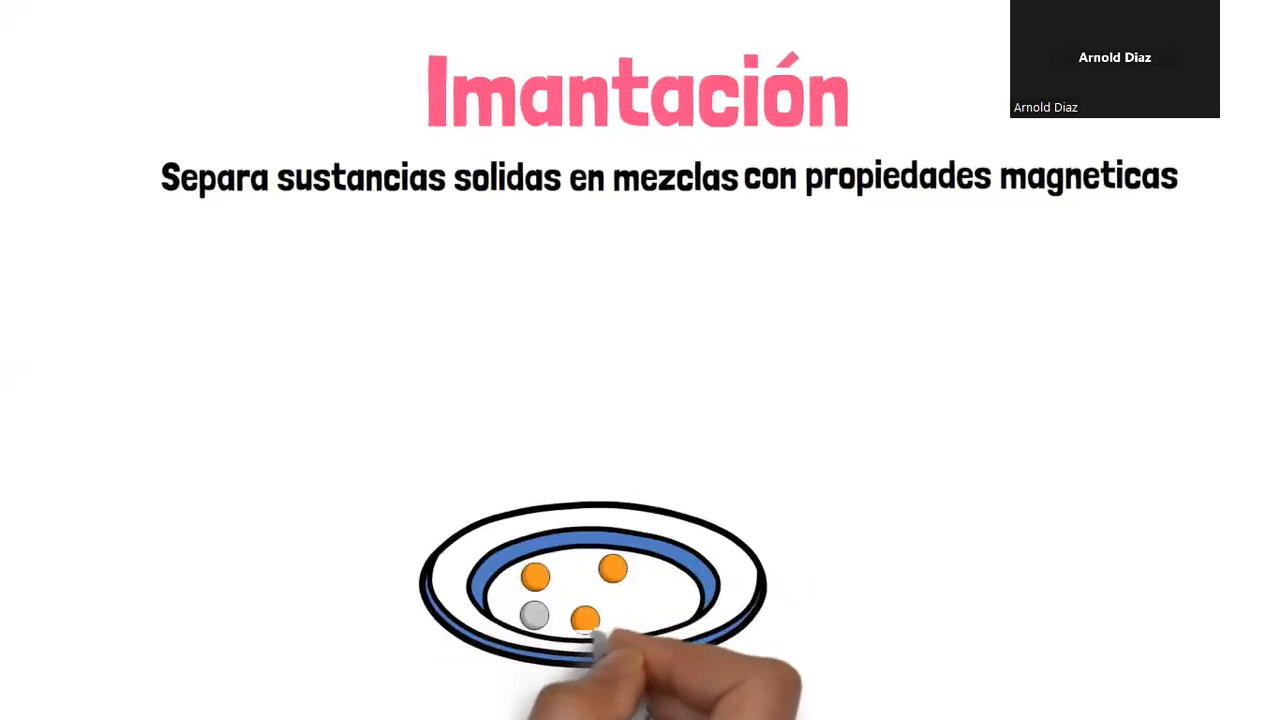 Imantación
Separa sustancias solidas en mezclas con propiedades magneticas
Arnold Diaz
Arnold Diaz